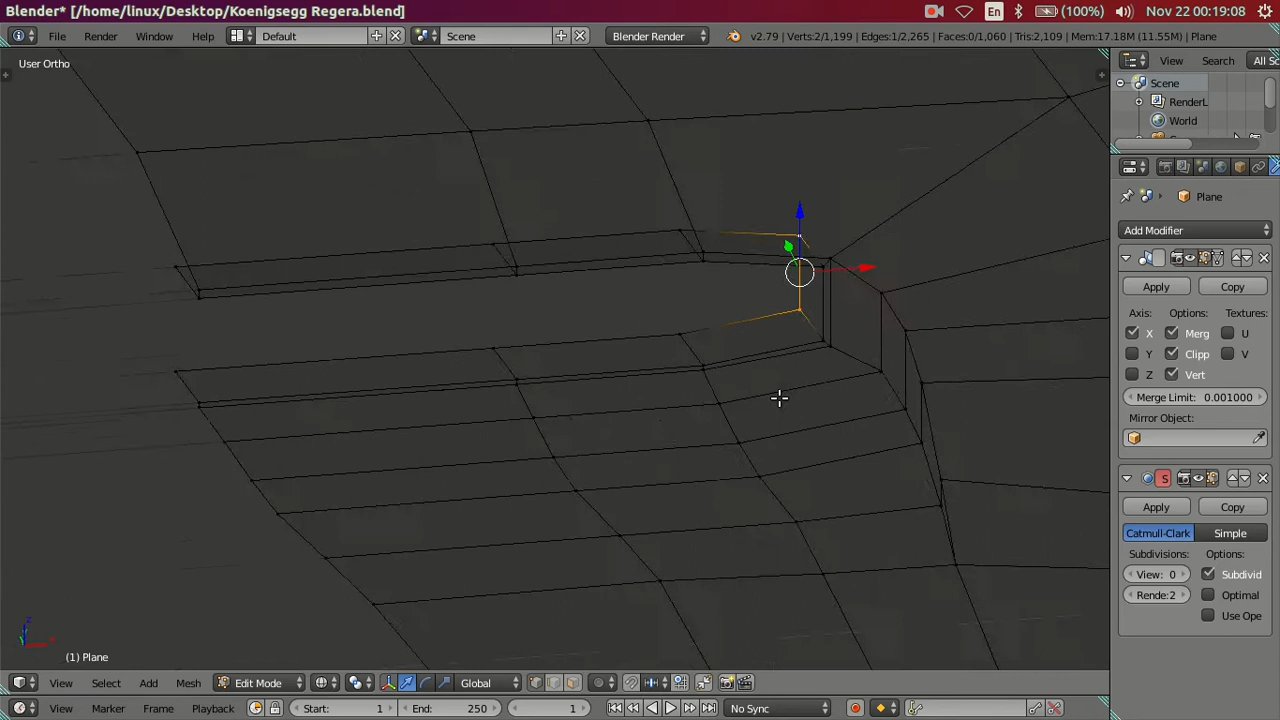 Blender* [/home/linux/Desktop/Koenigsegg Regera.blend]
En
(100%)
Nov 22 00:19:08
File
Render
Window
Help
Default
Scene
Blender Render
v2.79 | Verts:2/1,199 | Edges:1/2,265 | Faces:0/1,060 | Tris:2,109 | Mem:17.18M (11.55M) | Plane
User Ortho
View
Search
All Sc
Scene
RenderL
World
Plane
Add Modifier
Apply
Copy
Axis:
Options:
Textures:
X
Merg
U
Y
Clipp
V
Z
Vert
Merge Limit: 0.001000
Mirror Object:
S
Apply
Copy
Catmull-Clark
Simple
Subdivisions:
Options:
View: 0
Subdivid
Rende:2
Optimal
Use Ope
(1) Plane
View
Select
Add
Mesh
Edit Mode
Global
View
Marker
Frame
Playback
Start: 1
End: 250
1
No Sync